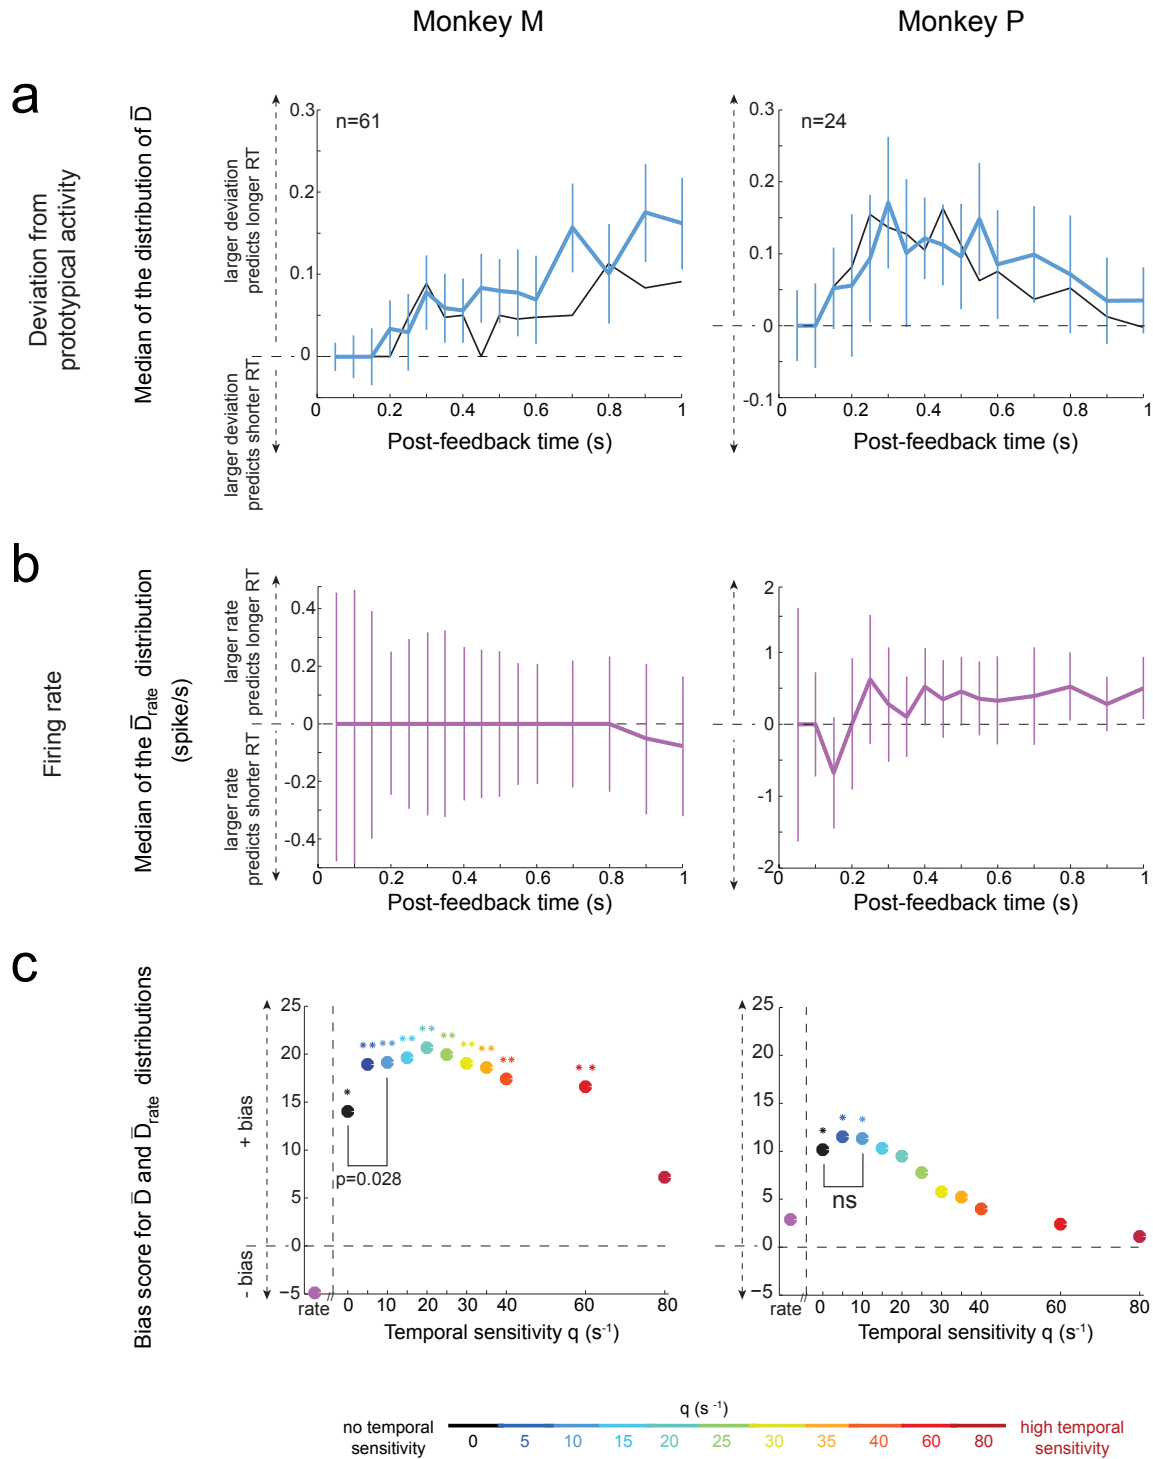 Monkey M
Monkey P
a
Deviation from
prototypical activity
Median of the distribution of D̅
larger deviation
predicts longer RT
larger deviation
predicts shorter RT
n=61
0.3
0.2
0.1
0
0 0.2 0.4 0.6 0.8 1
Post-feedback time (s)
n=24
0.3
0.2
0.1
0
-0.1
0 0.2 0.4 0.6 0.8 1
Post-feedback time (s)
b
Firing rate
Median of the D̅rate distribution
(spike/s)
larger rate
predicts longer RT
larger rate
predicts shorter RT
0.4
0.2
0
-0.2
-0.4
0 0.2 0.4 0.6 0.8 1
Post-feedback time (s)
2
1
0
-1
-2
0 0.2 0.4 0.6 0.8 1
Post-feedback time (s)
c
Bias score for D̅ and D̅rate distributions
+ bias
- bias
25
20
15
10
5
0
−5
* ** ** ** ** ** ** ** ** **
p=0.028
rate 0 10 20 30 40 60 80
Temporal sensitivity q (s-1)
25
20
15
10
5
0
−5
* * *
ns
rate 0 10 20 30 40 60 80
Temporal sensitivity q (s-1)
q (s -1)
no temporal
sensitivity
0 5 10 15 20 25 30 35 40 60 80
high temporal
sensitivity